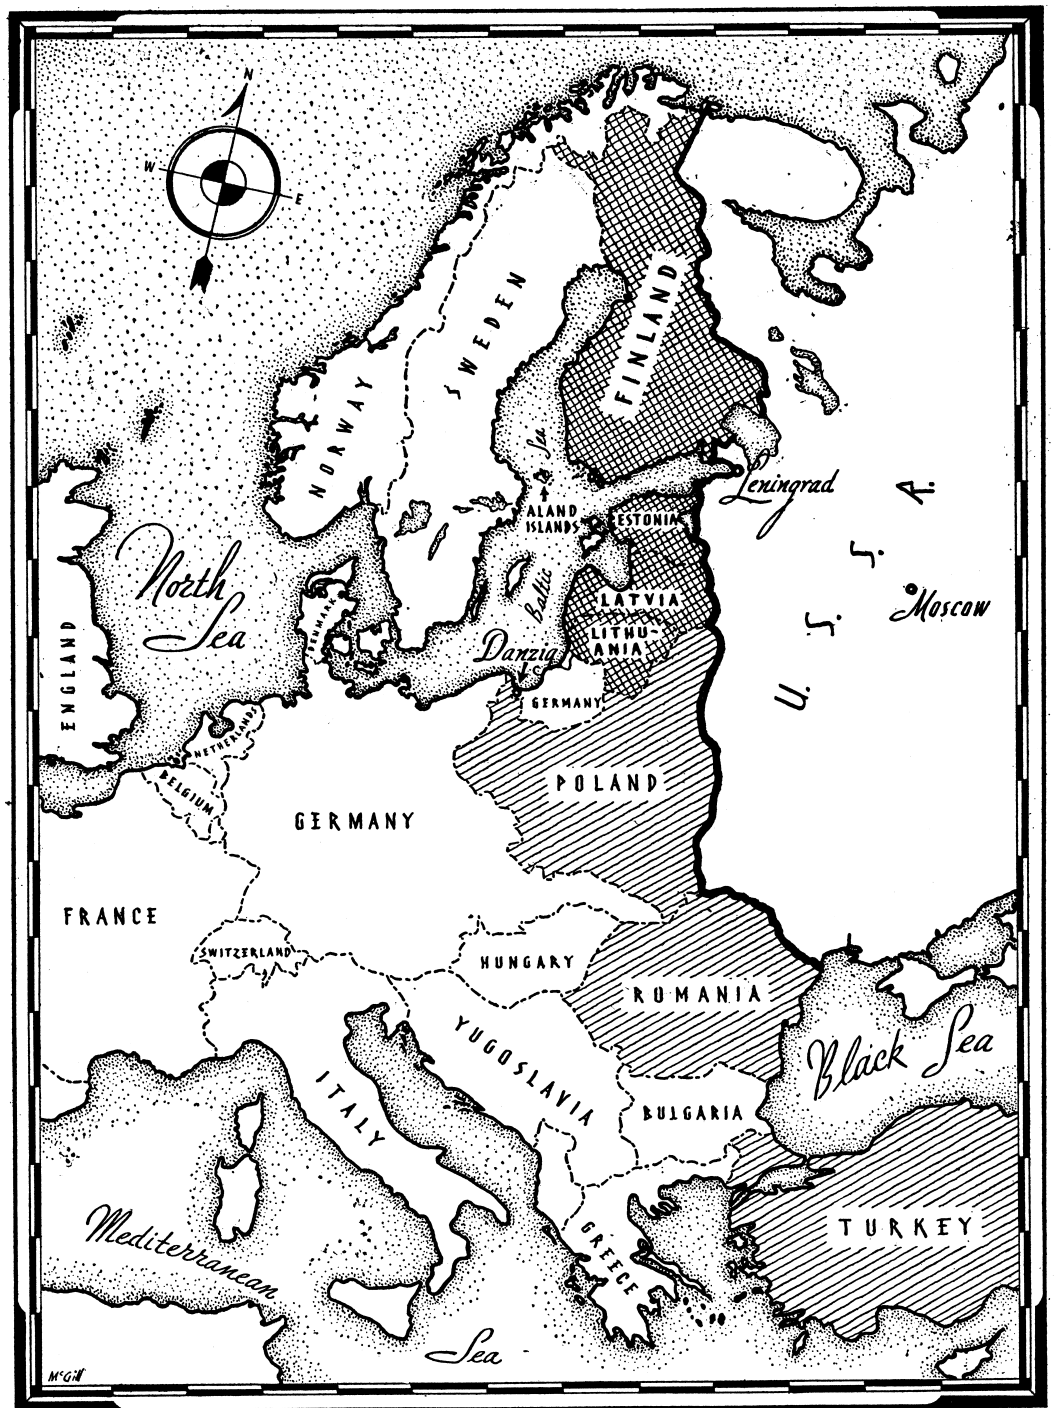 N
W
E
SWEDEN
FINLAND
NORWAY
Sea
Leningrad
ALAND
ISLANDS
ESTONIA
U. S. S. R.
North
Sea
Baltic
Moscow
DENMARK
LATVIA
LITHU-
ANIA
Danzig
ENGLAND
GERMANY
NETHERLANDS
BELGIUM
POLAND
GERMANY
FRANCE
SWITZERLAND
HUNGARY
RUMANIA
YUGOSLAVIA
Black Sea
ITALY
BULGARIA
TURKEY
GREECE
Mediterranean
Sea
McGill